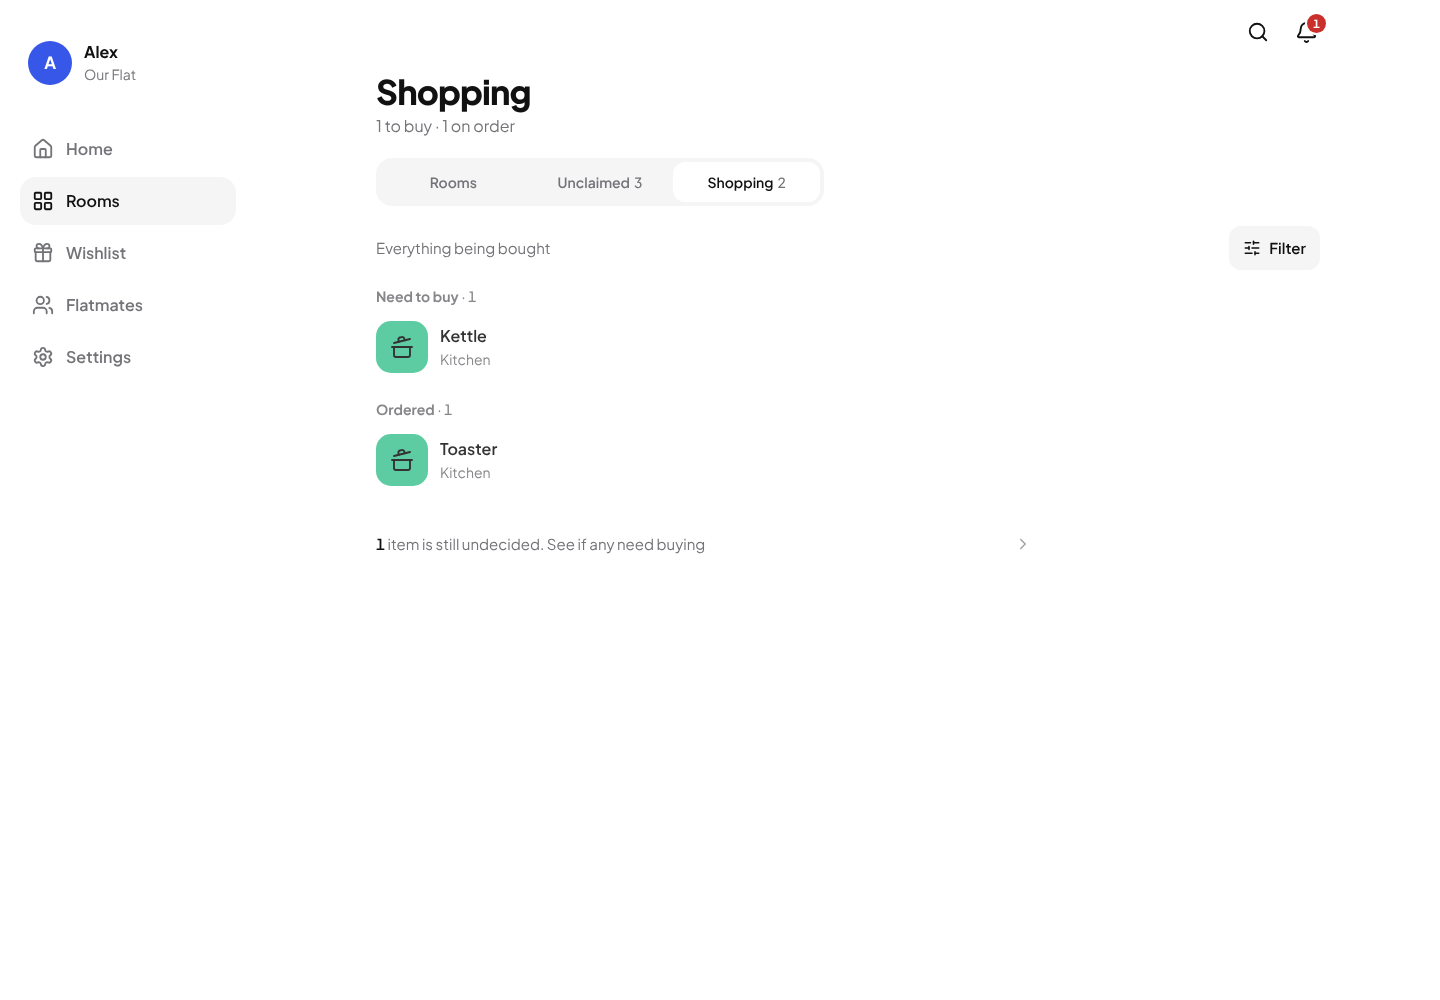 A
Alex
Our Flat
Home
Rooms
Wishlist
Flatmates
Settings
1
Shopping
1 to buy · 1 on order
Rooms
Unclaimed 3
Shopping 2
Everything being bought
Filter
Need to buy · 1
Kettle
Kitchen
Ordered · 1
Toaster
Kitchen
1 item is still undecided. See if any need buying